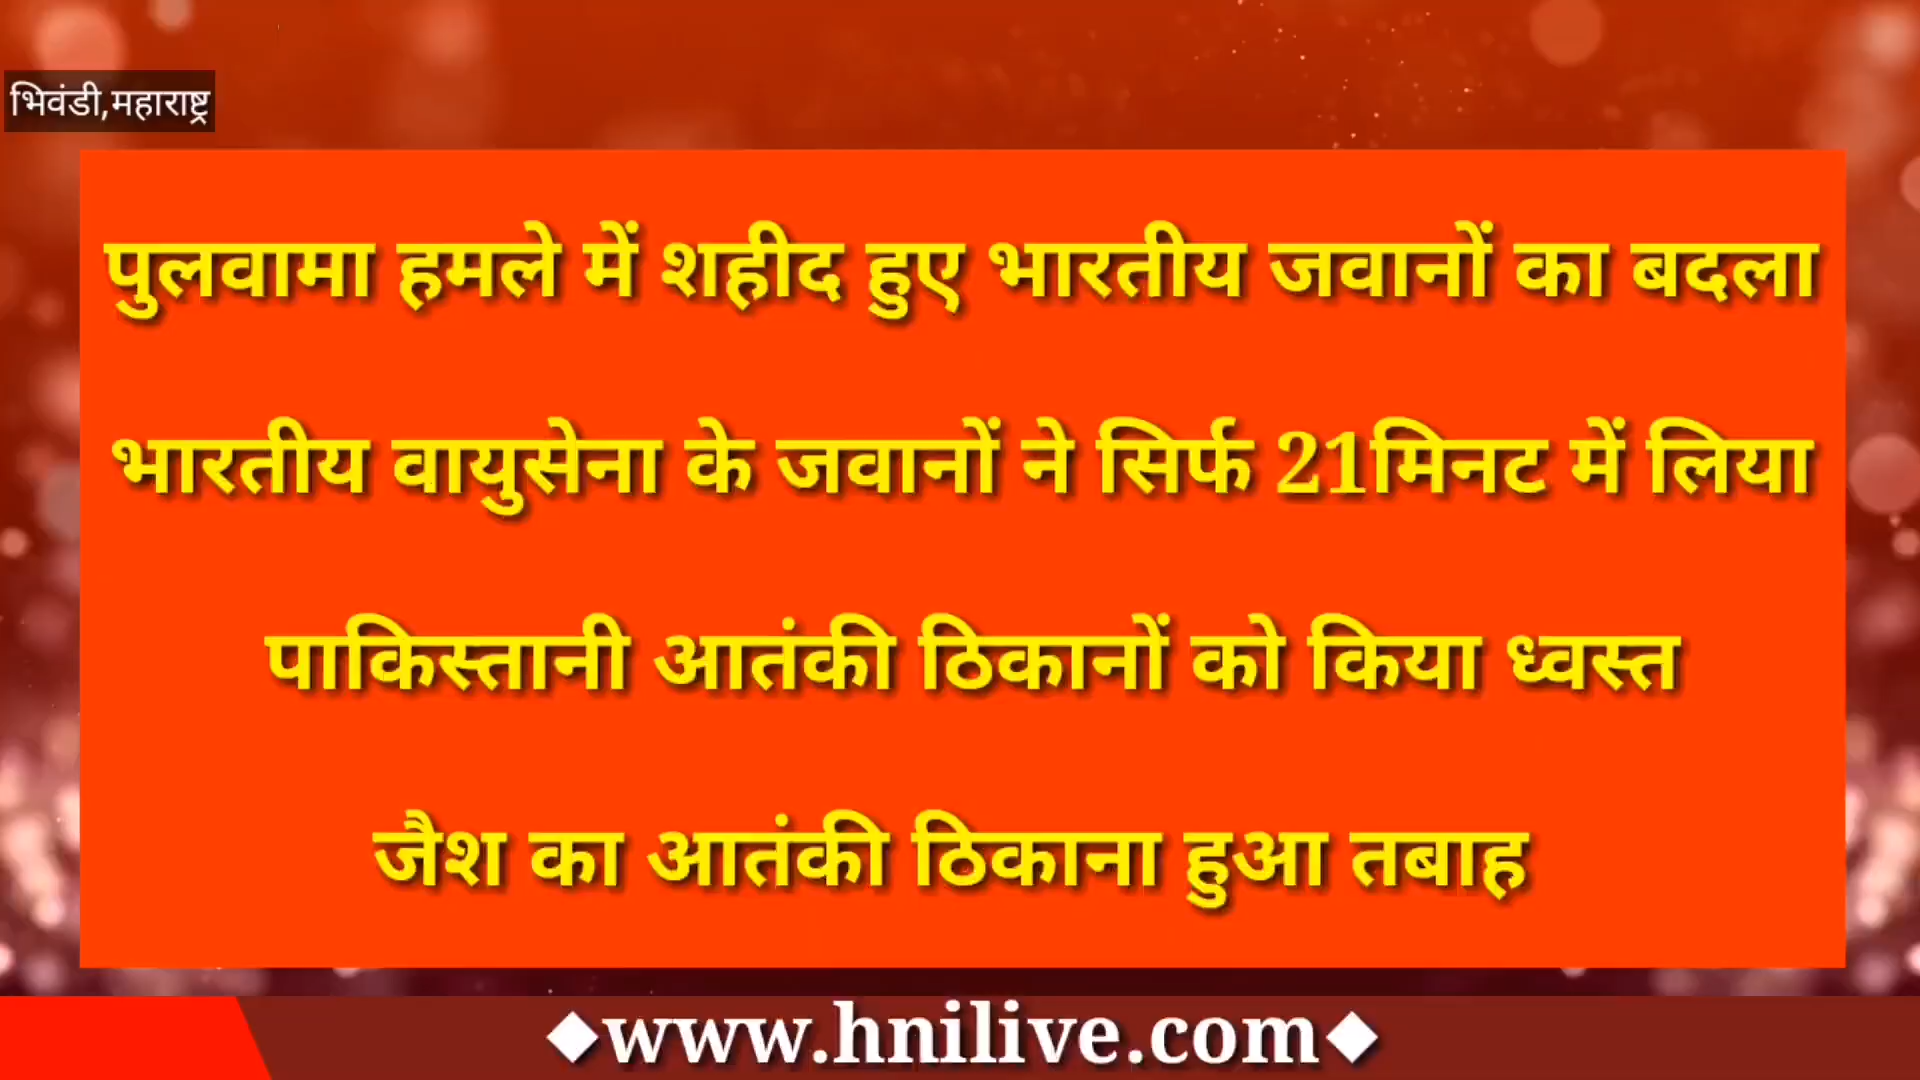 भिवंडी,महाराष्ट्र
पुलवामा हमले में शहीद हुए भारतीय जवानों का बदला
भारतीय वायुसेना के जवानों ने सिर्फ 21मिनट में लिया
पाकिस्तानी आतंकी ठिकानों को किया ध्वस्त
जैश का आतंकी ठिकाना हुआ तबाह
◆www.hnilive.com◆